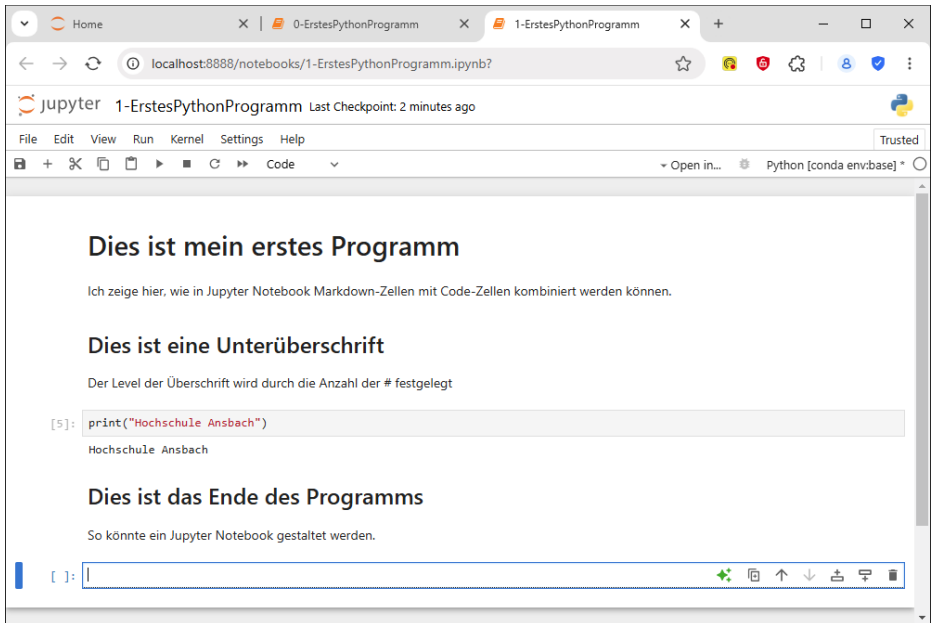 Home
0-ErstesPythonProgramm
1-ErstesPythonProgramm
localhost:8888/notebooks/1-ErstesPythonProgramm.ipynb?
6
8
jupyter 1-ErstesPythonProgramm Last Checkpoint: 2 minutes ago
File Edit View Run Kernel Settings Help Trusted
Code Open in... Python [conda env:base] *
Dies ist mein erstes Programm
Ich zeige hier, wie in Jupyter Notebook Markdown-Zellen mit Code-Zellen kombiniert werden können.
Dies ist eine Unterüberschrift
Der Level der Überschrift wird durch die Anzahl der # festgelegt
[5]: print("Hochschule Ansbach")
Hochschule Ansbach
Dies ist das Ende des Programms
So könnte ein Jupyter Notebook gestaltet werden.
[ ]: